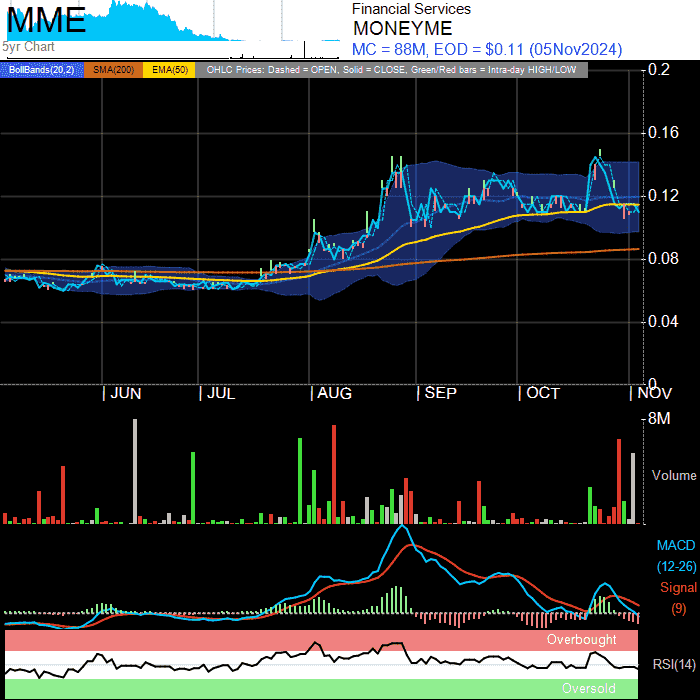 MME
Financial Services
MONEYME
5yr Chart
MC = 88M, EOD = $0.11 (05Nov2024)
BollBands(20,2) SMA(200) EMA(50) OHLC Prices: Dashed = OPEN, Solid = CLOSE, Green/Red bars = Intra-day HIGH/LOW
0.2
0.16
0.12
0.08
0.04
0
| JUN | JUL | AUG | SEP | OCT | NOV
8M
Volume
MACD
(12-26)
Signal
(9)
Overbought
RSI(14)
Oversold